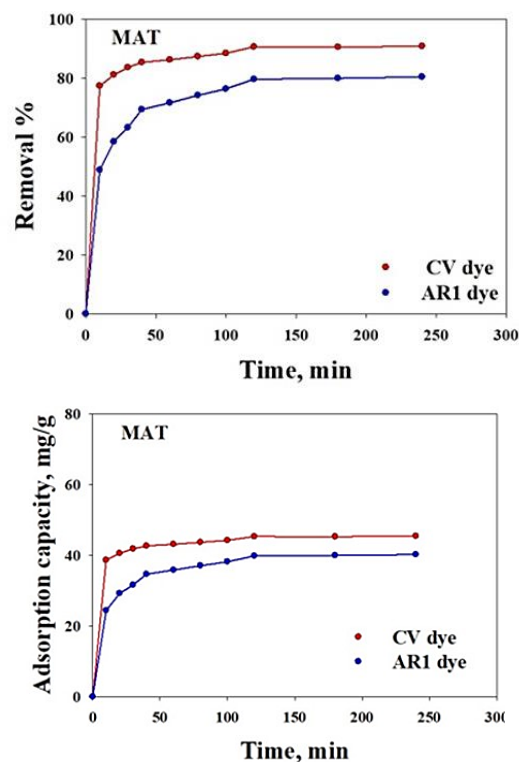 MAT
100
80
60
40
20
0
Removal %
CV dye
AR1 dye
0 50 100 150 200 250 300
Time, min
80
60
40
20
0
Adsorption capacity, mg/g
MAT
CV dye
AR1 dye
0 50 100 150 200 250 300
Time, min